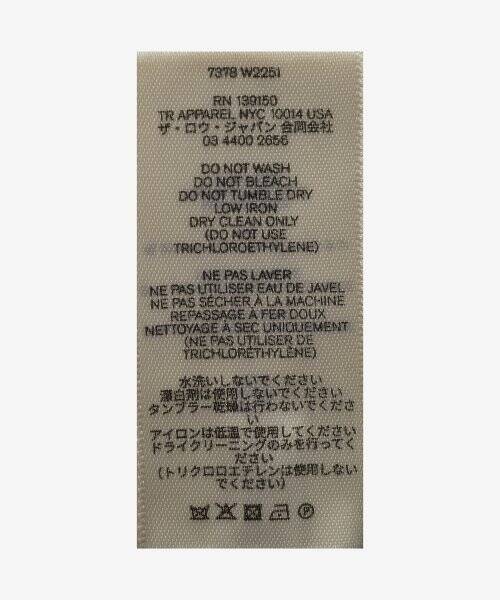 7378 W2251
RN 139150
TR APPAREL NYC 10014 USA
ザ・ロウ・ジャパン 合同会社
03 4400 2656
DO NOT WASH
DO NOT BLEACH
DO NOT TUMBLE DRY
LOW IRON
DRY CLEAN ONLY
(DO NOT USE
TRICHLOROETHYLENE)
NE PAS LAVER
NE PAS UTILISER EAU DE JAVEL
NE PAS SÉCHER À LA MACHINE
REPASSAGE À FER DOUX
NETTOYAGE À SEC UNIQUEMENT
(NE PAS UTILISER DE
TRICHLORÉTHYLÈNE)
水洗いしないでください
漂白剤は使用しないでください
タンブラー乾燥は行わないでくださ
い
アイロンは低温で使用してください
ドライクリーニングのみを行ってく
ださい
(トリクロロエチレンは使用しない
でください)
P